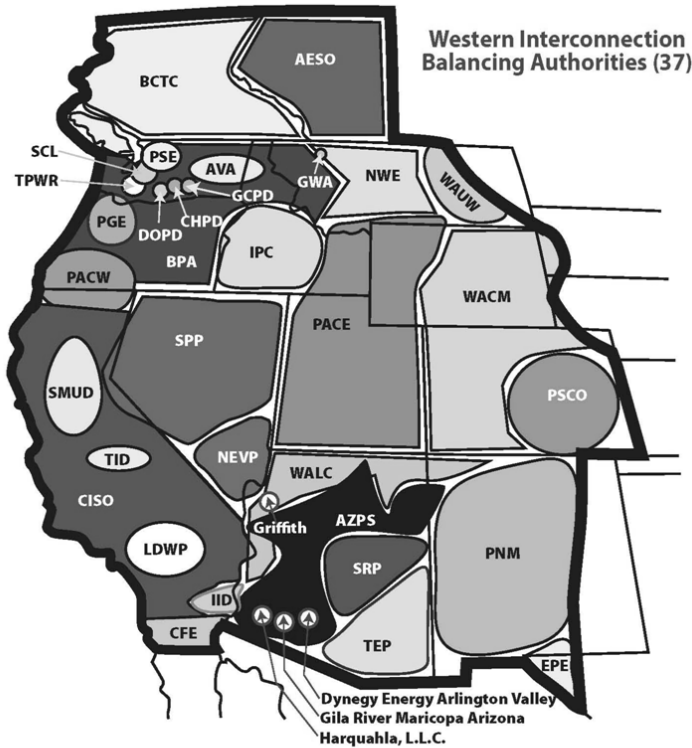 Western Interconnection
Balancing Authorities (37)
AESO
BCTC
SCL
PSE
TPWR
AVA
GWA
NWE
WAUW
GCPD
CHPD
DOPD
PGE
BPA
IPC
PACW
WACM
SPP
PACE
SMUD
PSCO
TID
NEVP
WALC
CISO
Griffith
AZPS
LDWP
SRP
PNM
IID
CFE
TEP
EPE
Dynegy Energy Arlington Valley
Gila River Maricopa Arizona
Harquahla, L.L.C.